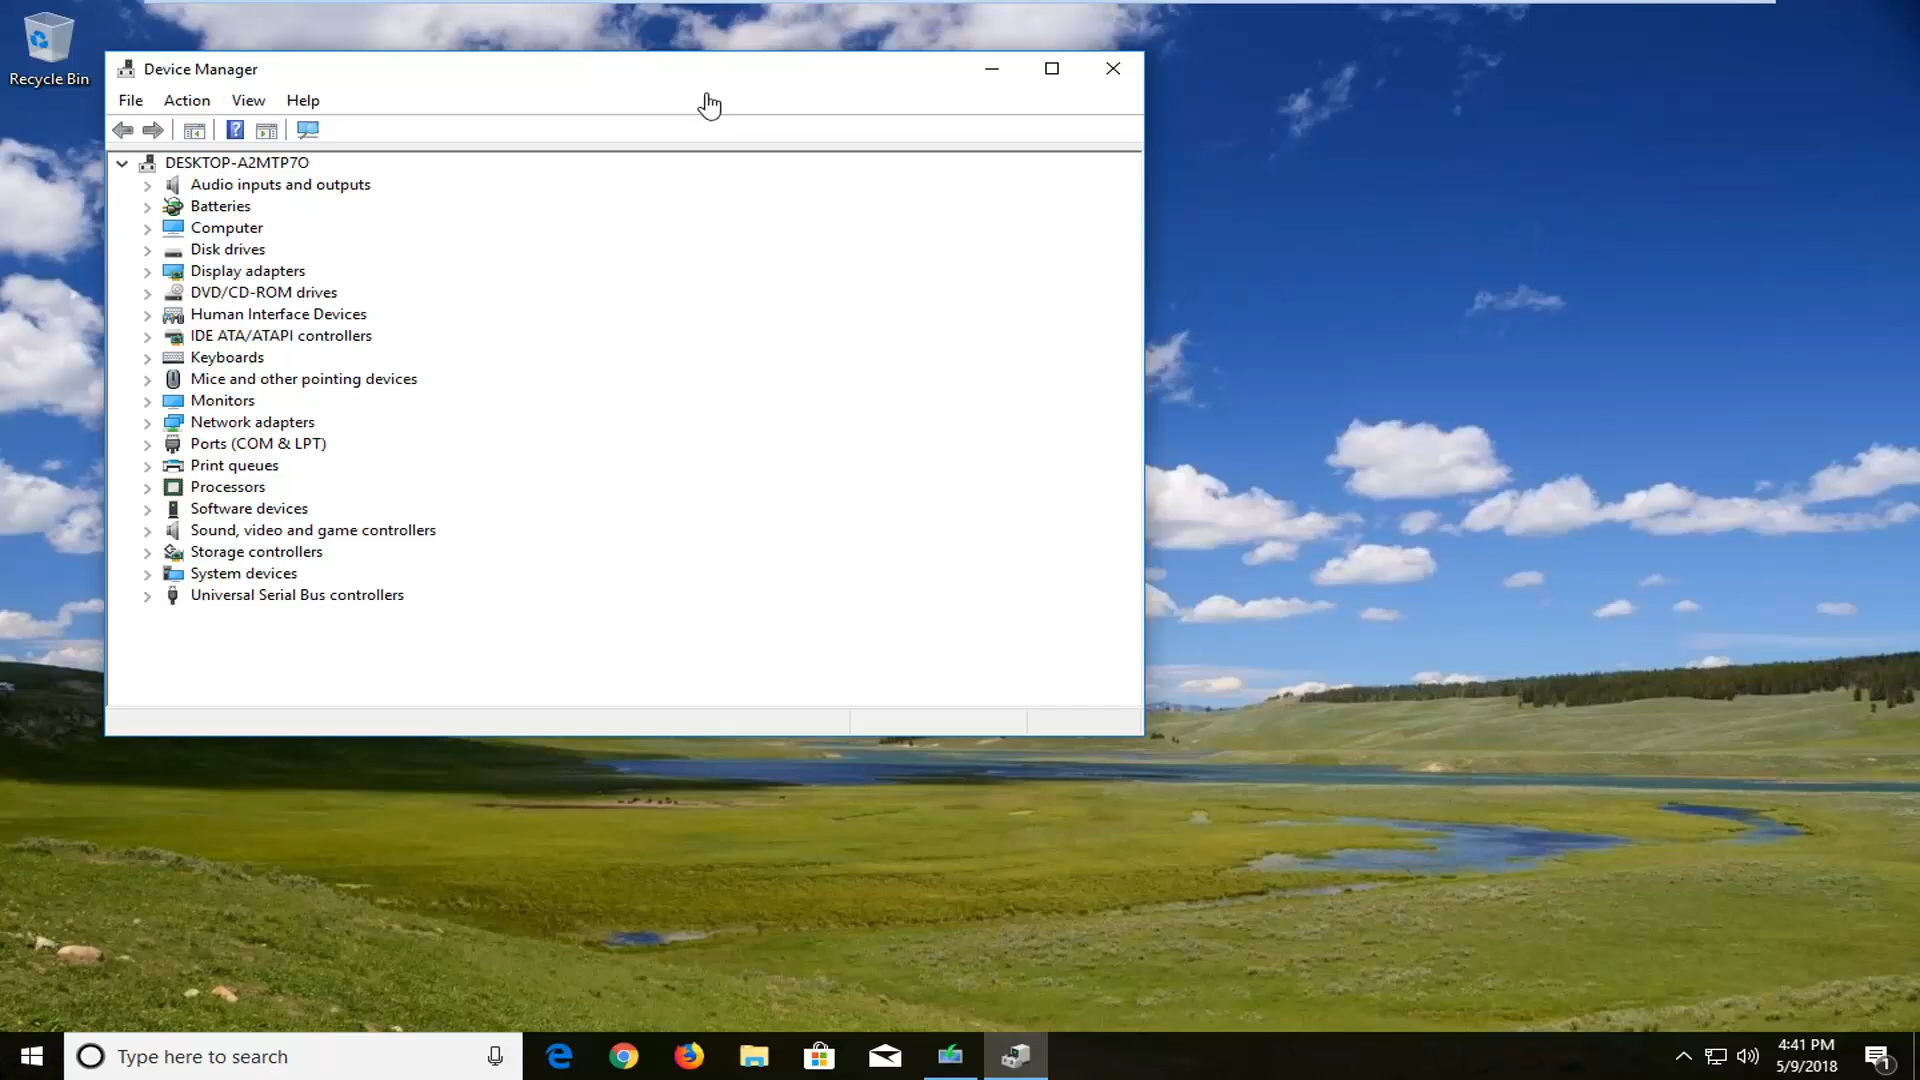 Recycle Bin
Device Manager
File Action View Help
DESKTOP-A2MTP7O
Audio inputs and outputs
Batteries
Computer
Disk drives
Display adapters
DVD/CD-ROM drives
Human Interface Devices
IDE ATA/ATAPI controllers
Keyboards
Mice and other pointing devices
Monitors
Network adapters
Ports (COM & LPT)
Print queues
Processors
Software devices
Sound, video and game controllers
Storage controllers
System devices
Universal Serial Bus controllers
Type here to search
4:41 PM
5/9/2018
1